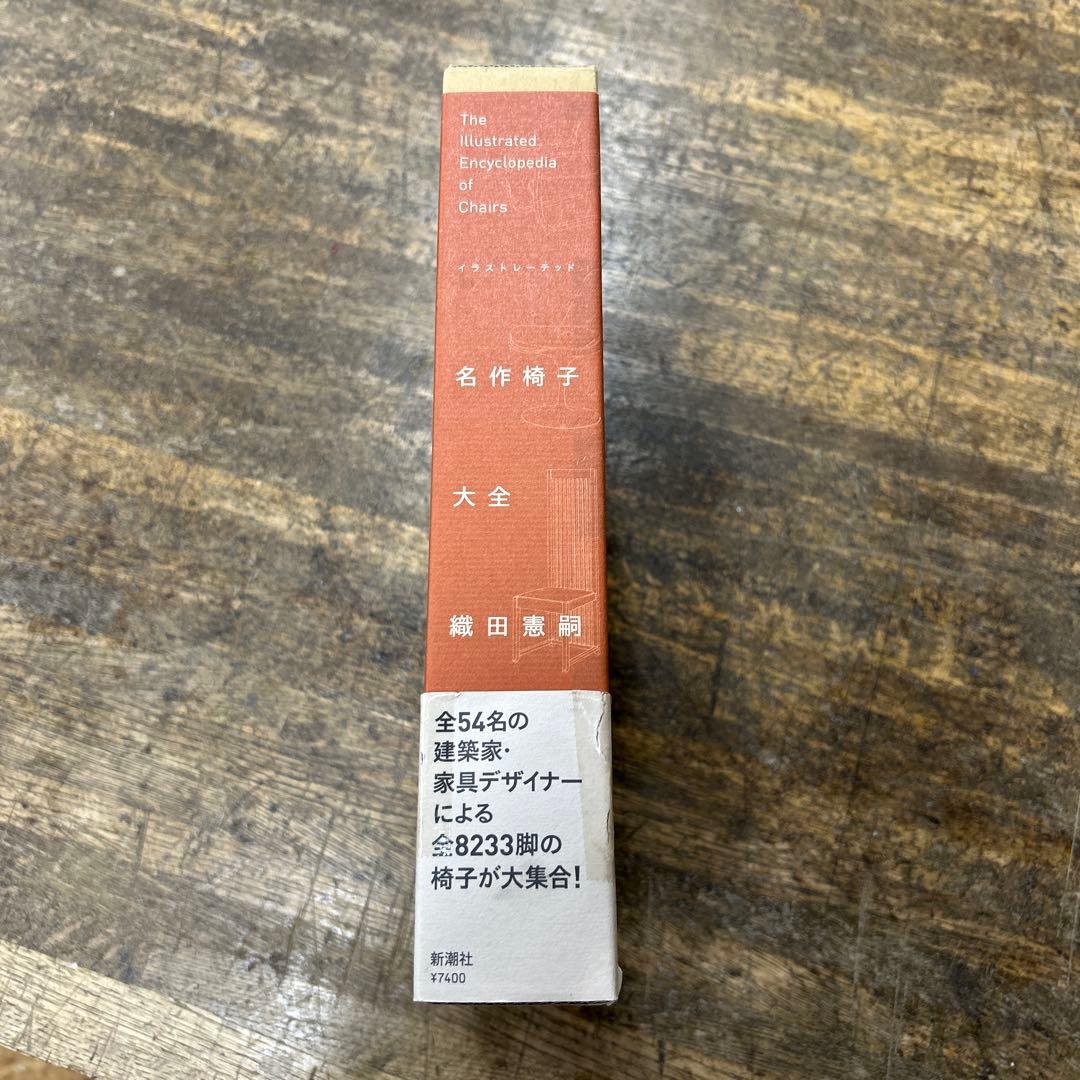 The
Illustrated
Encyclopedia
of
Chairs
イラストレーテッド
名作椅子
大全
織田憲嗣
全54名の
建築家・
家具デザイナー
による
全8233脚の
椅子が大集合!
新潮社
¥7400